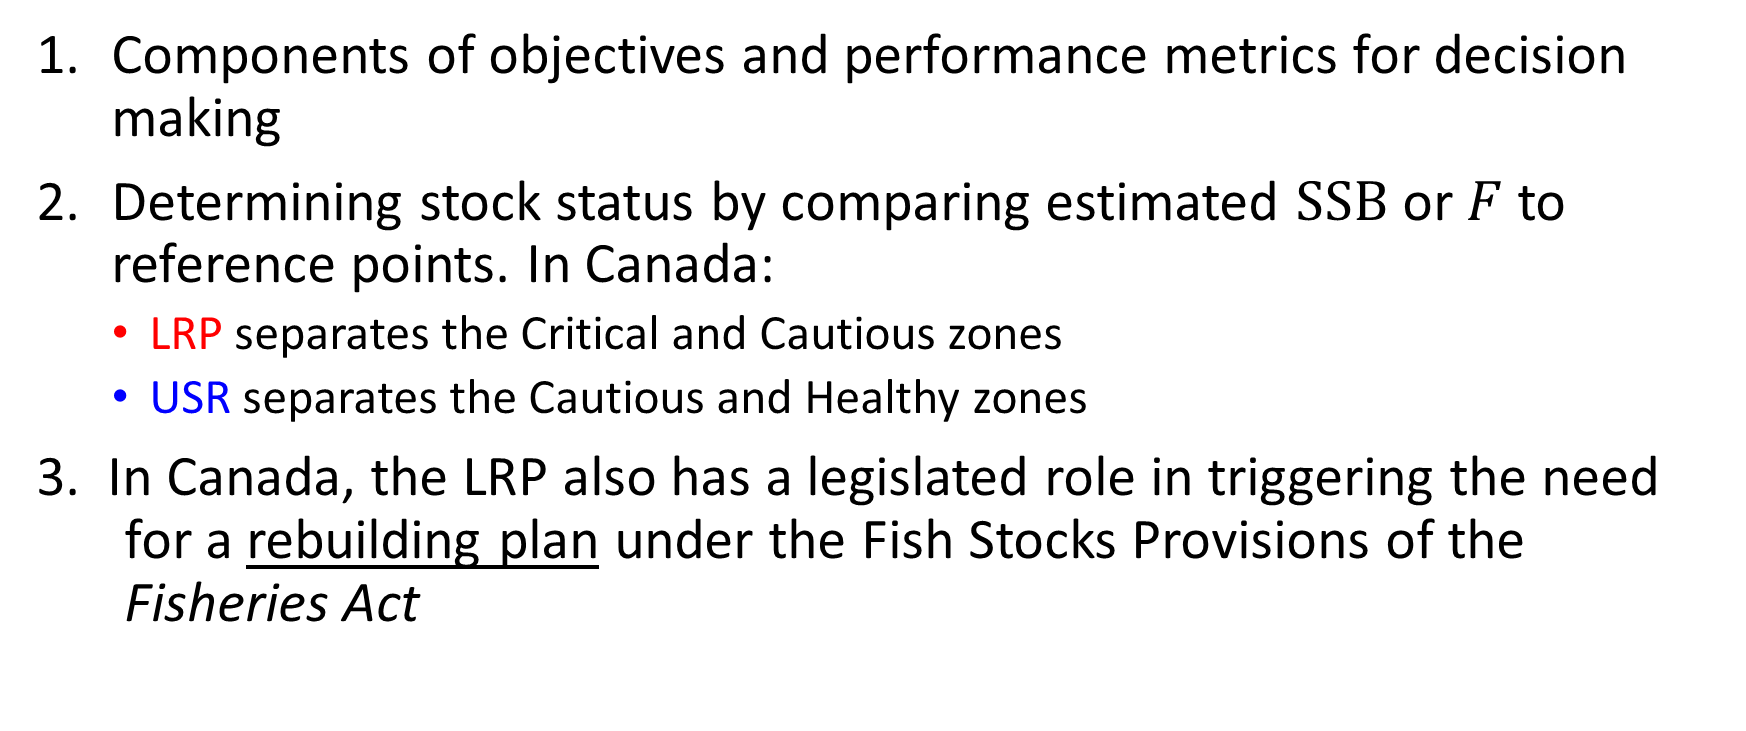 1. Components of objectives and performance metrics for decision
making
2. Determining stock status by comparing estimated SSB or F to
reference points. In Canada:
• LRP separates the Critical and Cautious zones
• USR separates the Cautious and Healthy zones
3. In Canada, the LRP also has a legislated role in triggering the need
for a rebuilding plan under the Fish Stocks Provisions of the
Fisheries Act